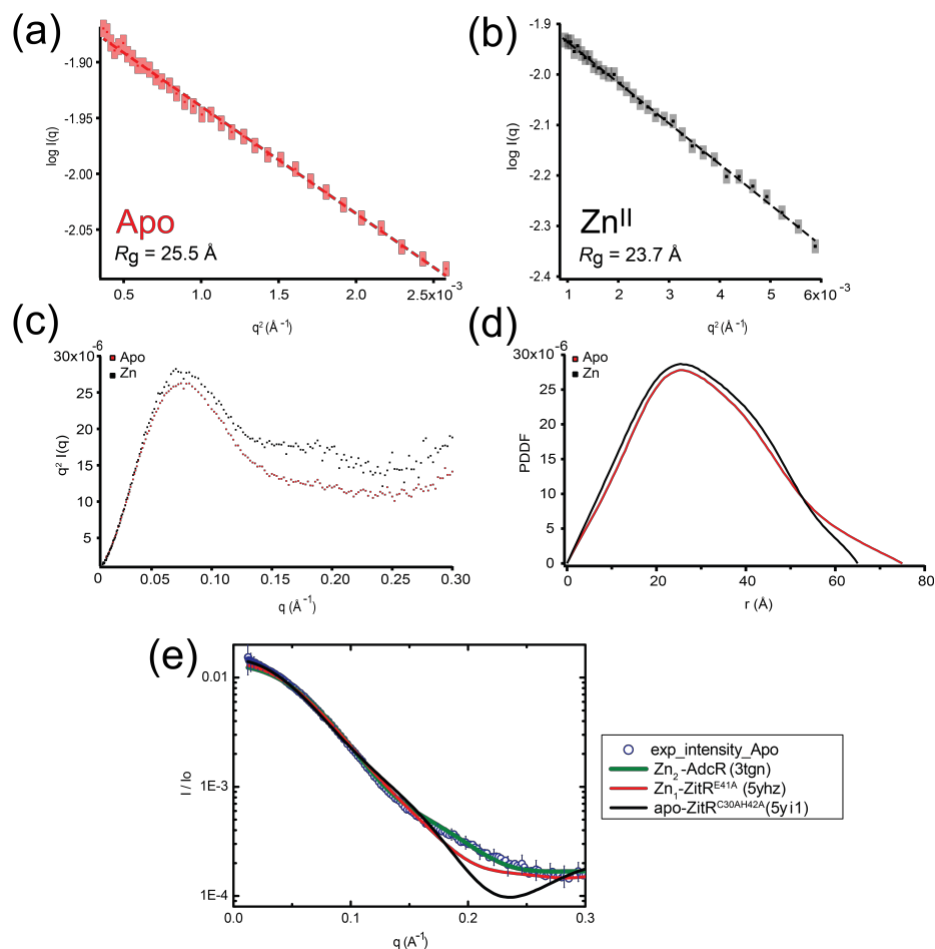 (a)
-1.90
-1.95
-2.00
-2.05
log I(q)
Apo
Rg = 25.5 Å
0.5
1.0
1.5
2.0
2.5x10⁻³
q² (Å⁻¹)
(b)
-1.9
-2.0
-2.1
-2.2
-2.3
-2.4
log I(q)
Znᴵᴵ
Rg = 23.7 Å
1
2
3
4
5
6x10⁻³
q² (Å⁻¹)
(c)
30x10⁻⁶
25
20
15
10
5
q² I(q)
Apo
Zn
0
0.05
0.10
0.15
0.20
0.25
0.30
q (Å⁻¹)
(d)
30x10⁻⁶
25
20
15
10
5
0
PDDF
Apo
Zn
0
20
40
60
80
r (Å)
(e)
0.01
1E-3
1E-4
I / Io
0.0
0.1
0.2
0.3
q (A⁻¹)
exp_intensity_Apo
Zn₂-AdcR (3tgn)
Zn₁-ZitRᴱ⁴¹ᴬ (5yhz)
apo-ZitR^C30AH42A (5yi1)